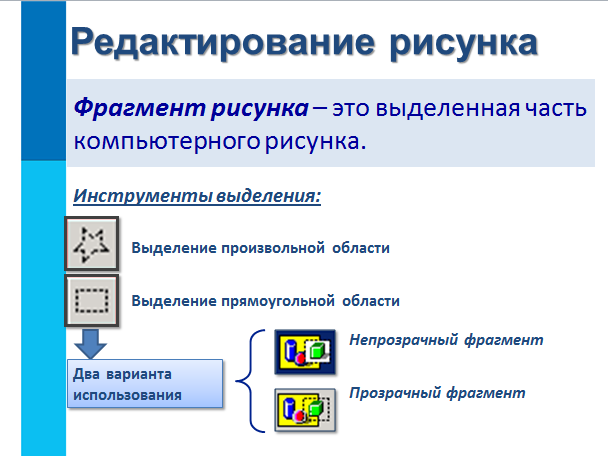 Редактирование рисунка
Фрагмент рисунка – это выделенная часть
компьютерного рисунка.
Инструменты выделения:
Выделение произвольной области
Выделение прямоугольной области
Два варианта
использования
Непрозрачный фрагмент
Прозрачный фрагмент